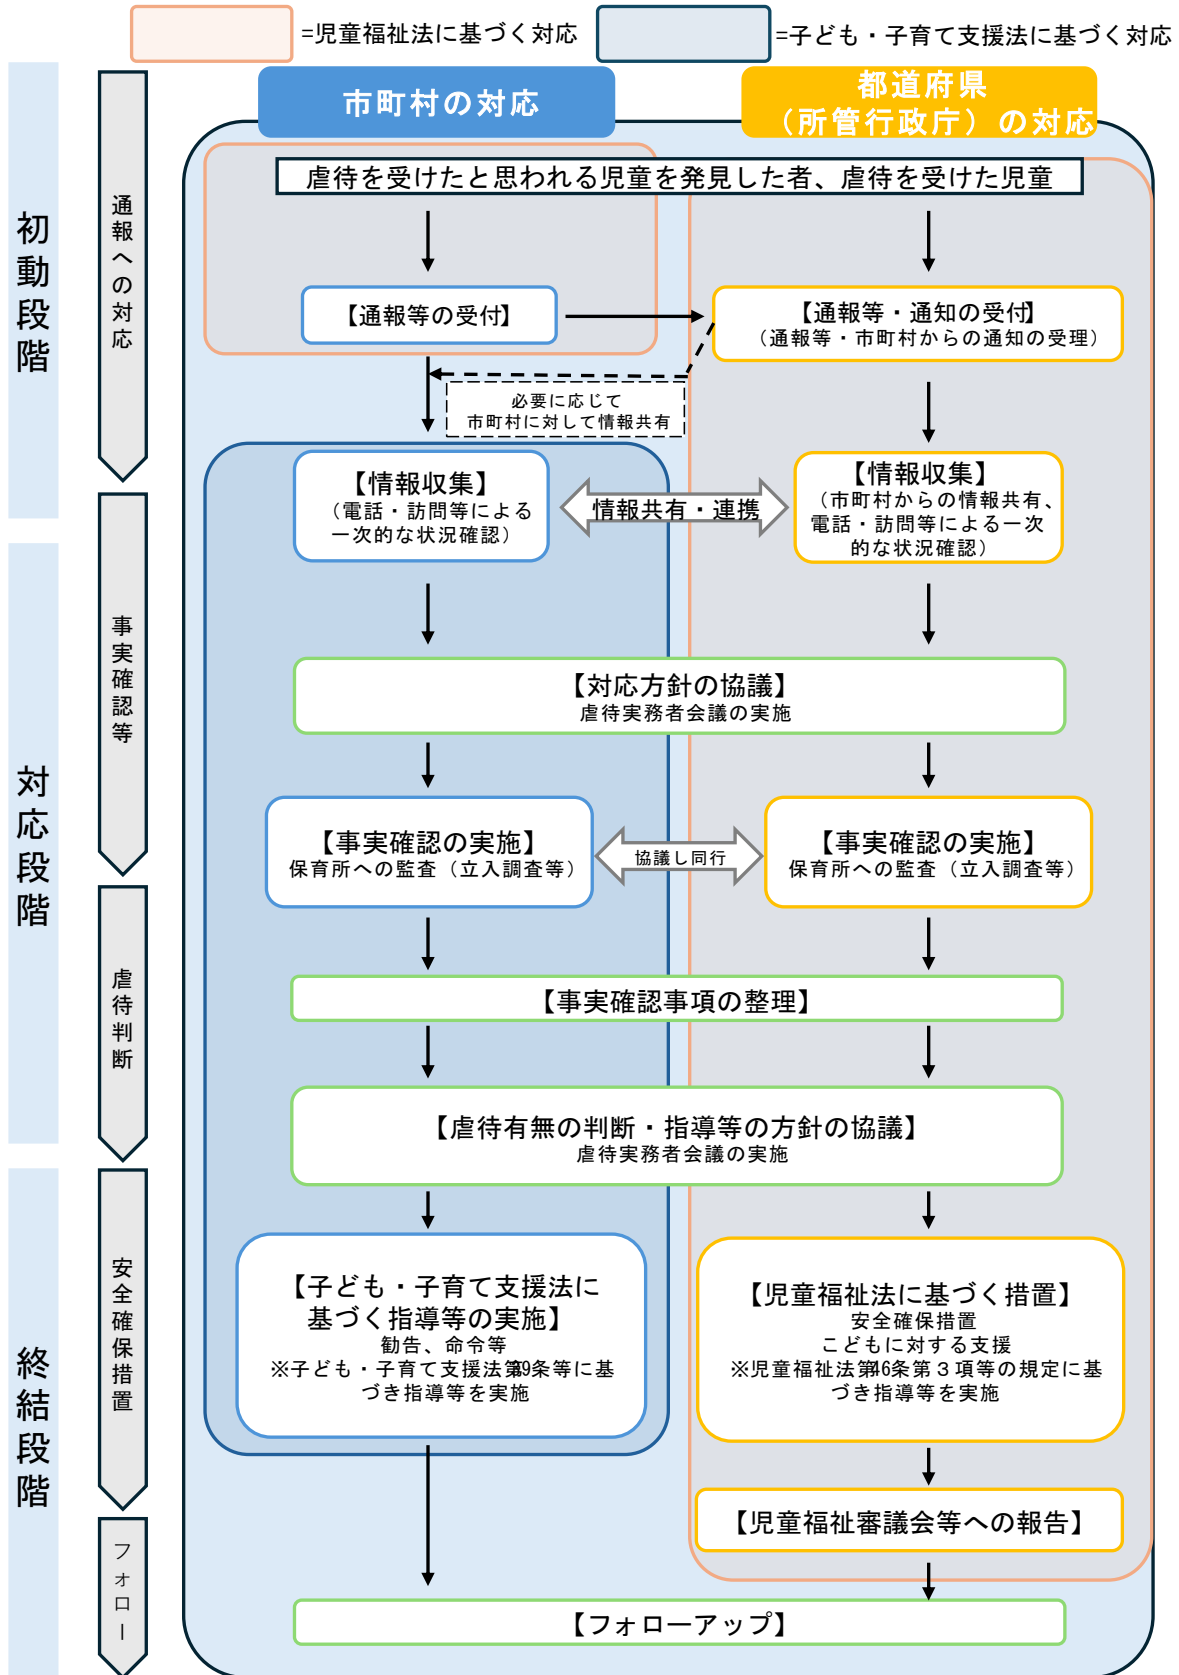 =児童福祉法に基づく対応
=子ども・子育て支援法に基づく対応
市町村の対応
都道府県
（所管行政庁）の対応
初動段階
対応段階
終結段階
通報への対応
事実確認等
虐待判断
安全確保措置
フォロー
虐待を受けたと思われる児童を発見した者、虐待を受けた児童
【通報等の受付】
【通報等・通知の受付】
（通報等・市町村からの通知の受理）
必要に応じて
市町村に対して情報共有
【情報収集】
（電話・訪問等による
一次的な状況確認）
情報共有・連携
【情報収集】
（市町村からの情報共有、
電話・訪問等による一次
的な状況確認）
【対応方針の協議】
虐待実務者会議の実施
【事実確認の実施】
保育所への監査（立入調査等）
協議し同行
【事実確認の実施】
保育所への監査（立入調査等）
【事実確認事項の整理】
【虐待有無の判断・指導等の方針の協議】
虐待実務者会議の実施
【子ども・子育て支援法に
基づく指導等の実施】
勧告、命令等
※子ども・子育て支援法第39条等に基
づき指導等を実施
【児童福祉法に基づく措置】
安全確保措置
こどもに対する支援
※児童福祉法第46条第３項等の規定に基
づき指導等を実施
【児童福祉審議会等への報告】
【フォローアップ】